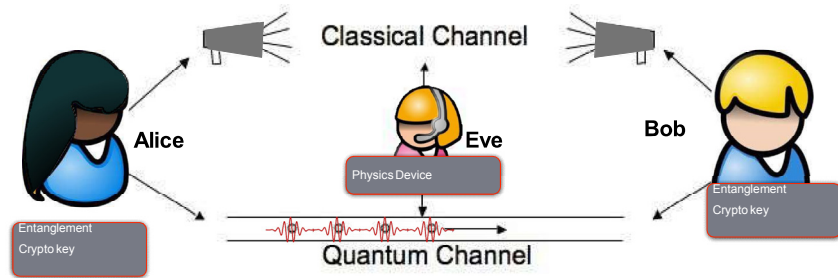 Classical Channel
Alice
Eve
Bob
Physics Device
Entanglement
Crypto key
Entanglement
Crypto key
Quantum Channel